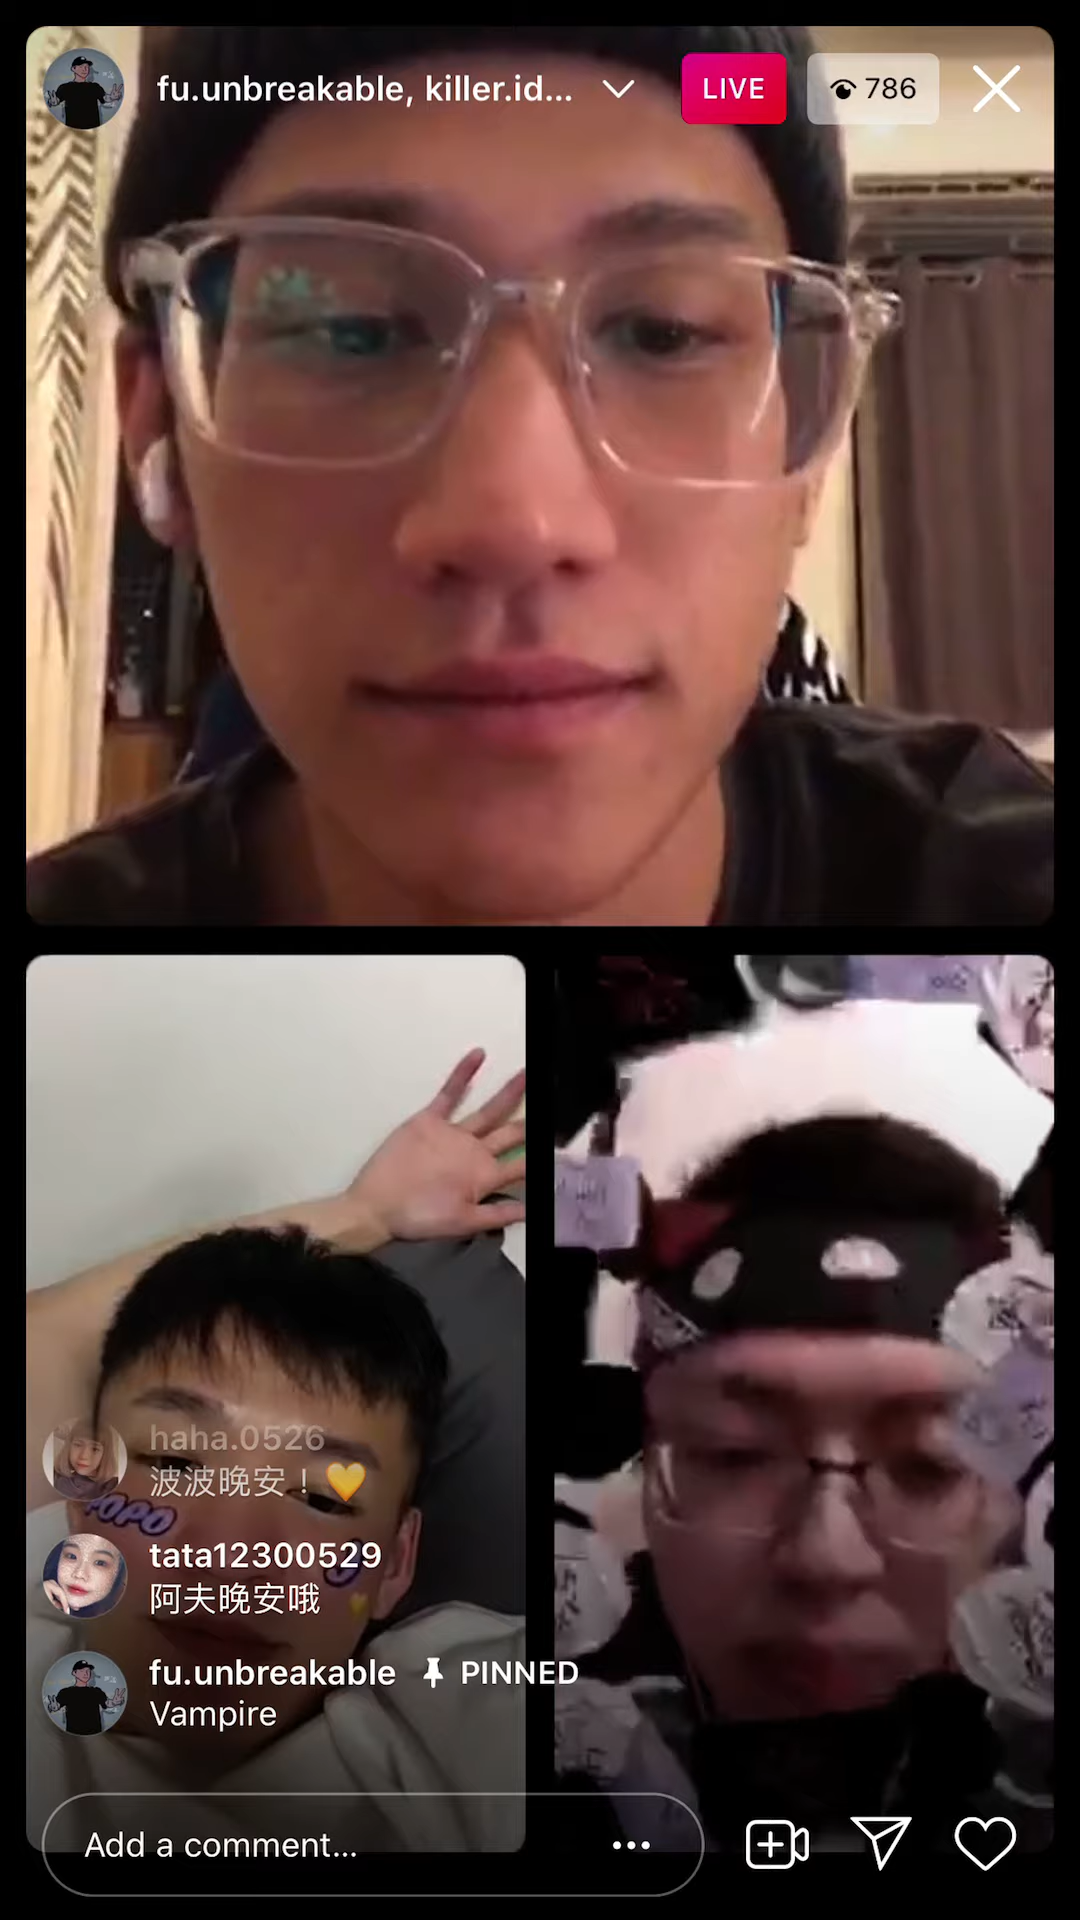 fu.unbreakable, killer.id...
LIVE
786
haha.0526
波波晚安！💛
POPO
tata12300529
阿夫晚安哦
fu.unbreakable PINNED
Vampire
Add a comment...